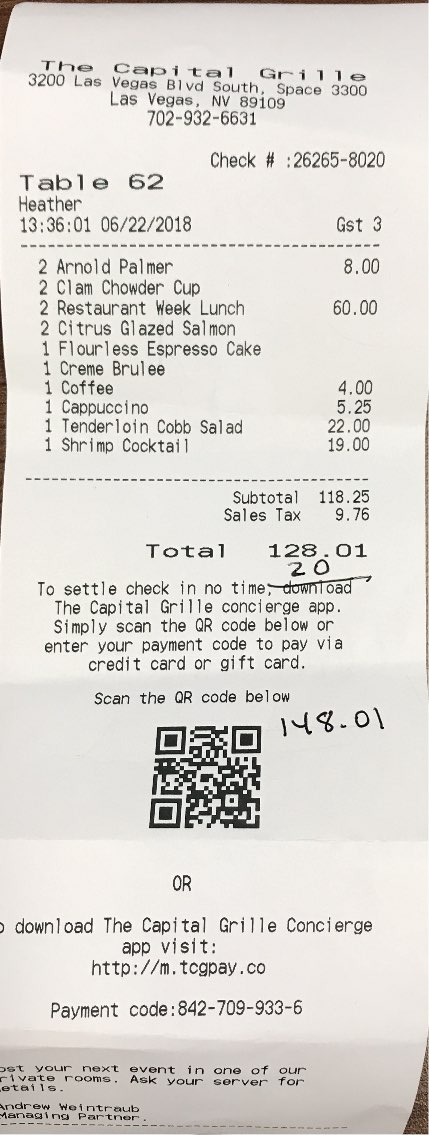 The Capital Grille
3200 Las Vegas Blvd South, Space 3300
Las Vegas, NV 89109
702-932-6631
Check # :26265-8020
Table 62
Heather
13:36:01 06/22/2018 Gst 3
2 Arnold Palmer 8.00
2 Clam Chowder Cup
2 Restaurant Week Lunch 60.00
2 Citrus Glazed Salmon
1 Flourless Espresso Cake
1 Creme Brulee
1 Coffee 4.00
1 Cappuccino 5.25
1 Tenderloin Cobb Salad 22.00
1 Shrimp Cocktail 19.00
Subtotal 118.25
Sales Tax 9.76
Total 128.01
20
To settle check in no time, download
The Capital Grille concierge app.
Simply scan the QR code below or
enter your payment code to pay via
credit card or gift card.
Scan the QR code below
148.01
OR
o download The Capital Grille Concierge
app visit:
http://m.tcgpay.co
Payment code:842-709-933-6
ost your next event in one of our
rivate rooms. Ask your server for
etails.
Andrew Weintraub
Managing Partner.